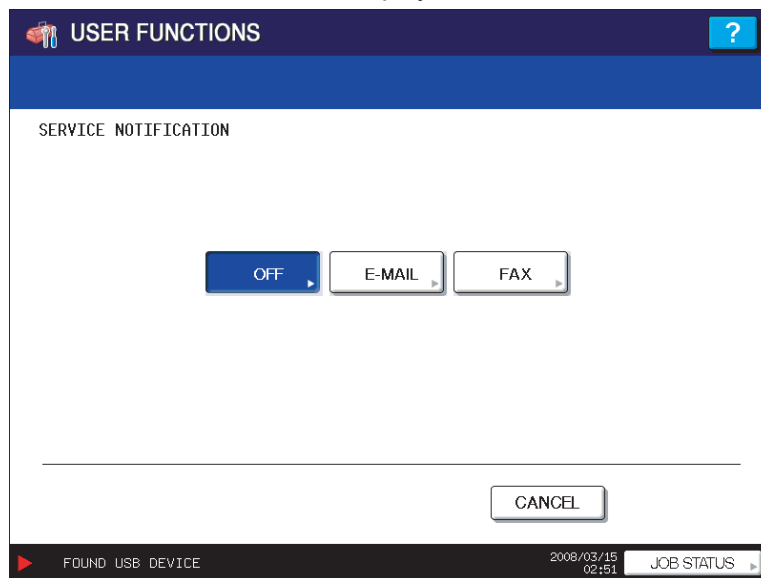 USER FUNCTIONS
?
SERVICE NOTIFICATION
OFF
E-MAIL
FAX
CANCEL
FOUND USB DEVICE
2008/03/15
02:51
JOB STATUS